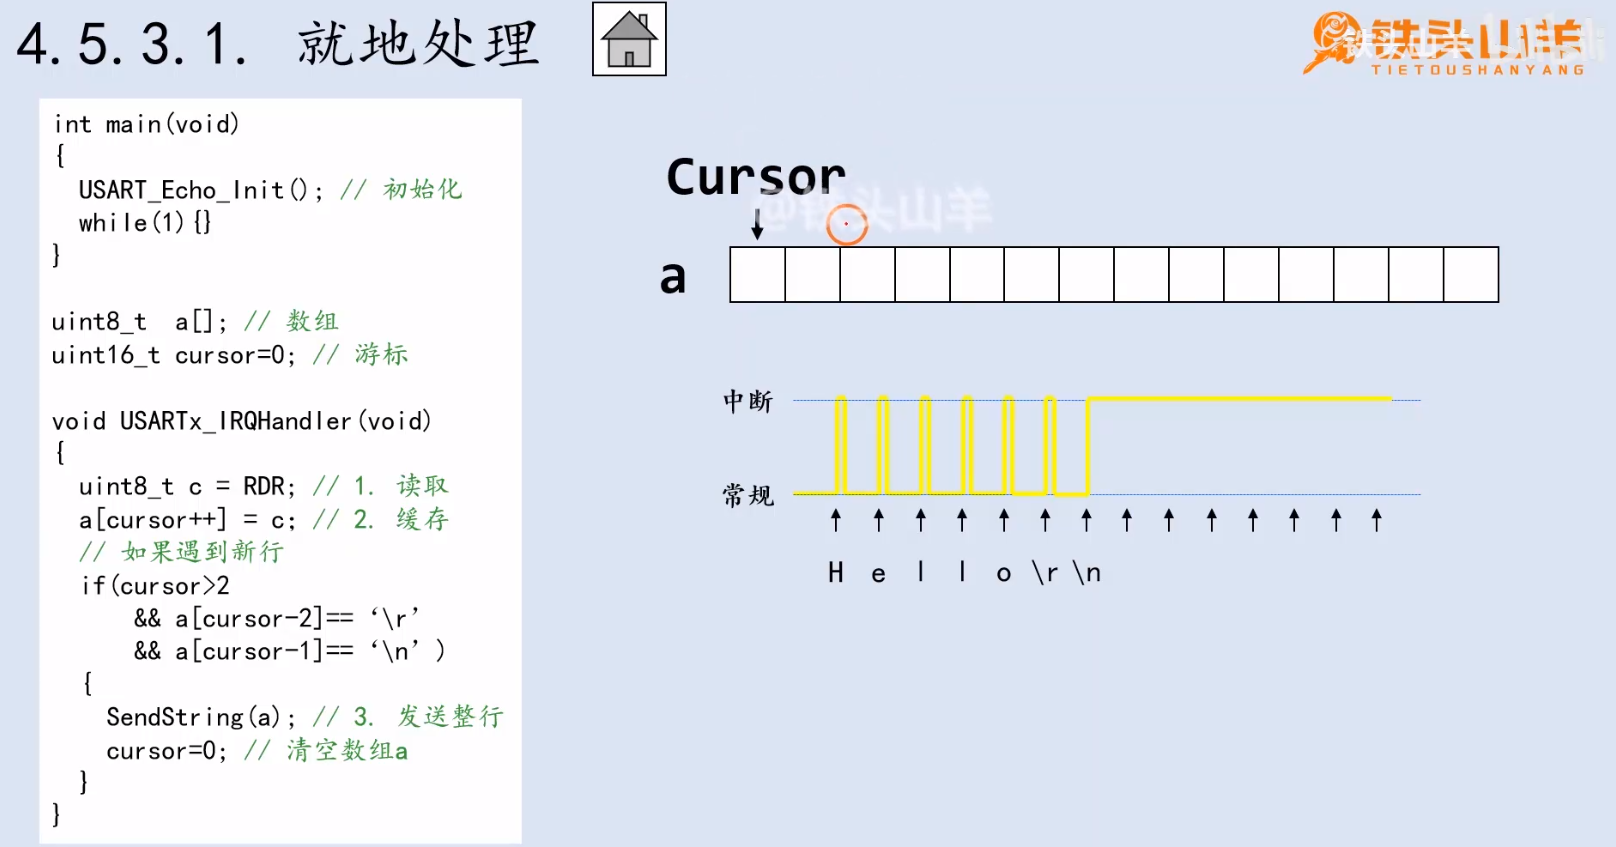 4.5.3.1. 就地处理
铁头山羊
TIETOUSHANYANG
int main(void)
{
USART_Echo_Init(); // 初始化
while(1){}
}
uint8_t a[]; // 数组
uint16_t cursor=0; // 游标
void USARTx_IRQHandler(void)
{
uint8_t c = RDR; // 1. 读取
a[cursor++] = c; // 2. 缓存
// 如果遇到新行
if(cursor>2
&& a[cursor-2]== ‘\r’
&& a[cursor-1]== ‘\n’)
{
SendString(a); // 3. 发送整行
cursor=0; // 清空数组a
}
}
Cursor
@铁头山羊
a
中断
常规
H e l l o \r \n